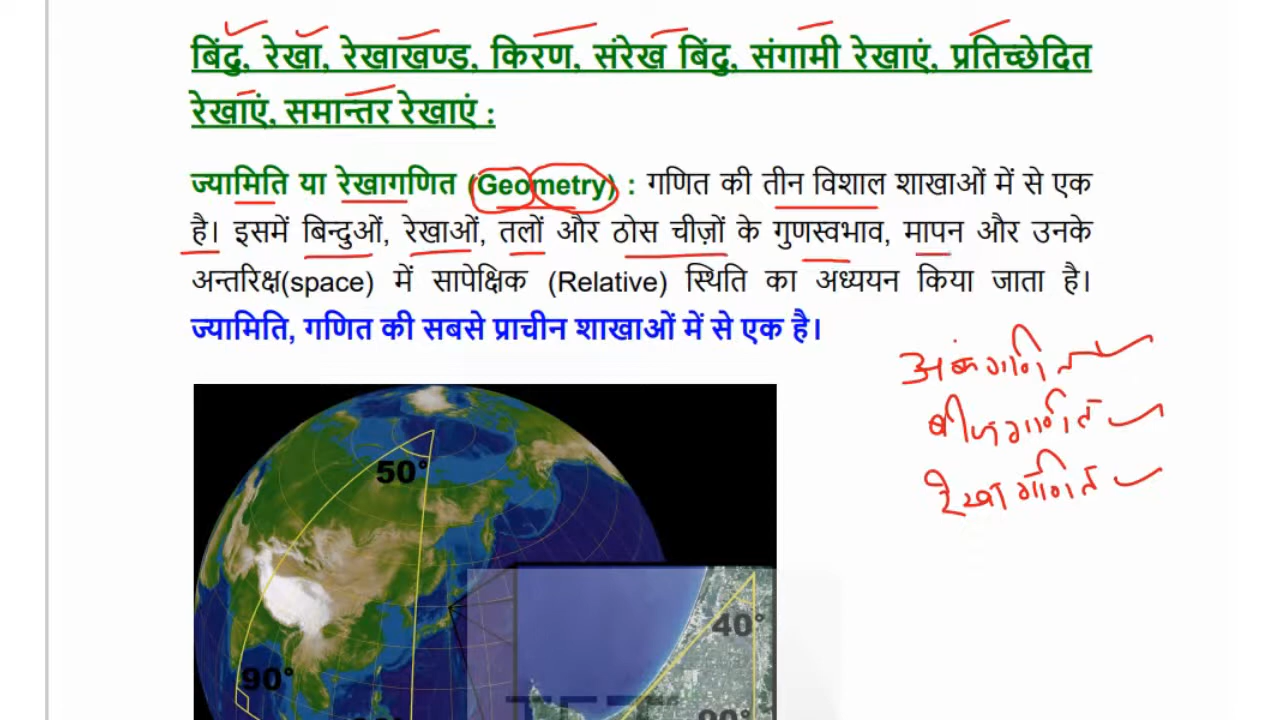 बिंदु, रेखा, रेखाखण्ड, किरण, संरेख बिंदु, संगामी रेखाएं, प्रतिच्छेदित
रेखाएं, समान्तर रेखाएं :
ज्यामिति या रेखागणित (Geometry) : गणित की तीन विशाल शाखाओं में से एक
है। इसमें बिन्दुओं, रेखाओं, तलों और ठोस चीज़ों के गुणस्वभाव, मापन और उनके
अन्तरिक्ष(space) में सापेक्षिक (Relative) स्थिति का अध्ययन किया जाता है।
ज्यामिति, गणित की सबसे प्राचीन शाखाओं में से एक है।
अंकगणित
बीजगणित
रेखागणित
50°
40°
90°